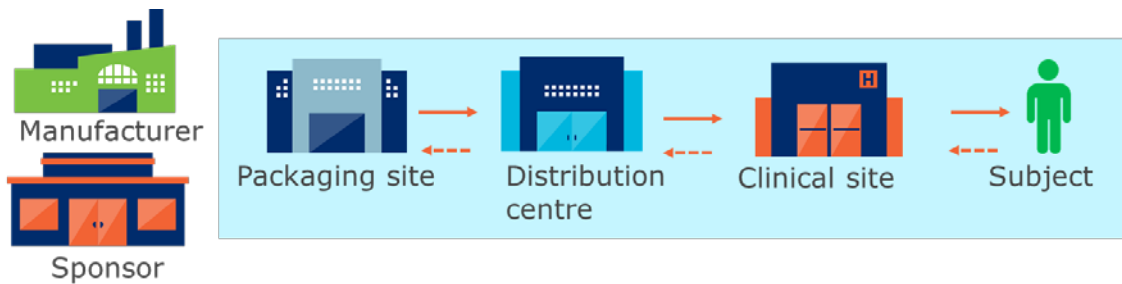 Manufacturer
Sponsor
H
Packaging site
Distribution
centre
Clinical site
Subject